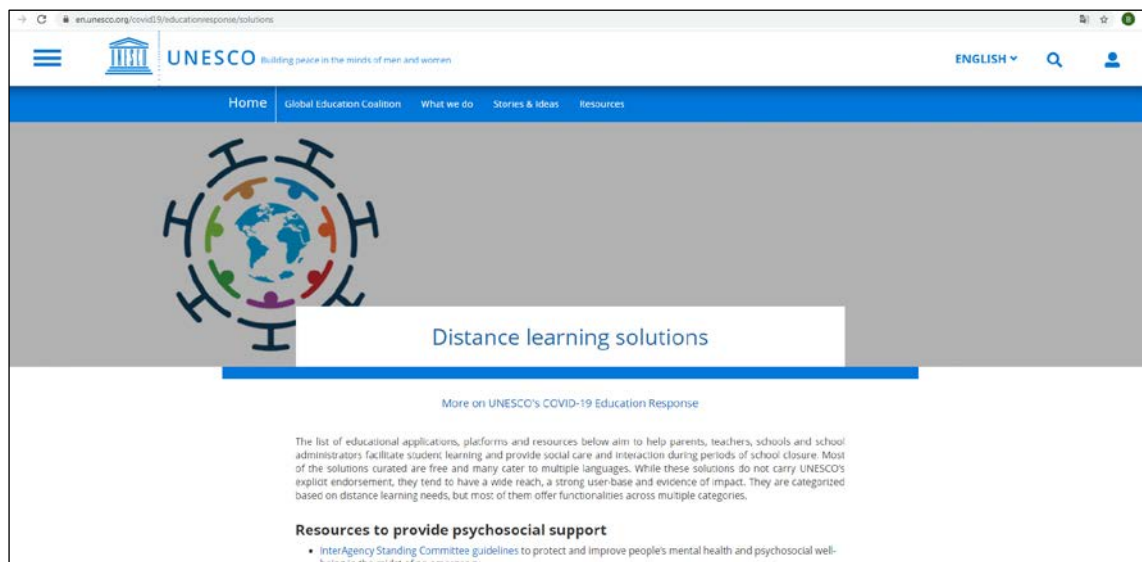 en.unesco.org/covid19/educationresponse/solutions
B
UNESCO
UNESCO Building peace in the minds of men and women
ENGLISH
Home Global Education Coalition What we do Stories & Ideas Resources
Distance learning solutions
More on UNESCO's COVID-19 Education Response
The list of educational applications, platforms and resources below aim to help parents, teachers, schools and school
administrators facilitate student learning and provide social care and interaction during periods of school closure. Most
of the solutions curated are free and many cater to multiple languages. While these solutions do not carry UNESCO's
explicit endorsement, they tend to have a wide reach, a strong user-base and evidence of impact. They are categorized
based on distance learning needs, but most of them offer functionalities across multiple categories.
Resources to provide psychosocial support
• InterAgency Standing Committee guidelines to protect and improve people's mental health and psychosocial well-